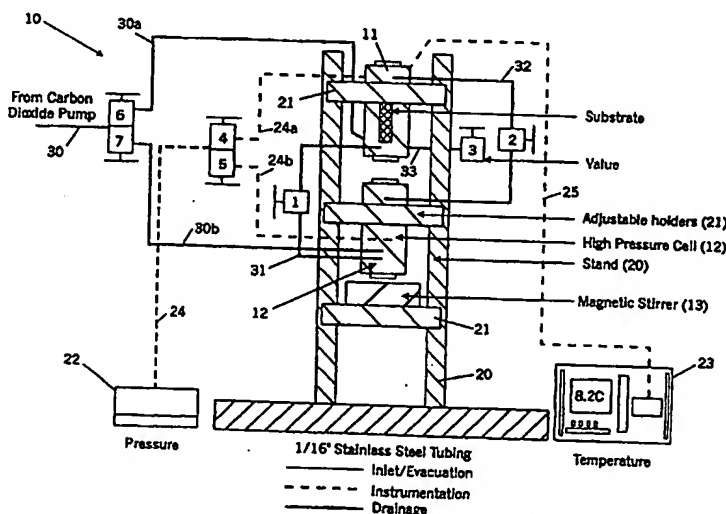 10
30a
11
32
From Carbon
Dioxide Pump
6
7
30
21
4
5
24a
24b
Substrate
2
3
Value
33
1
25
Adjustable holders (21)
High Pressure Cell (12)
Stand (20)
30b
31
12
Magnetic Stirrer (13)
24
21
22
20
23
8.2C
Pressure
Temperature
1/16" Stainless Steel Tubing
Inlet/Evacuation
Instrumentation
Drainage